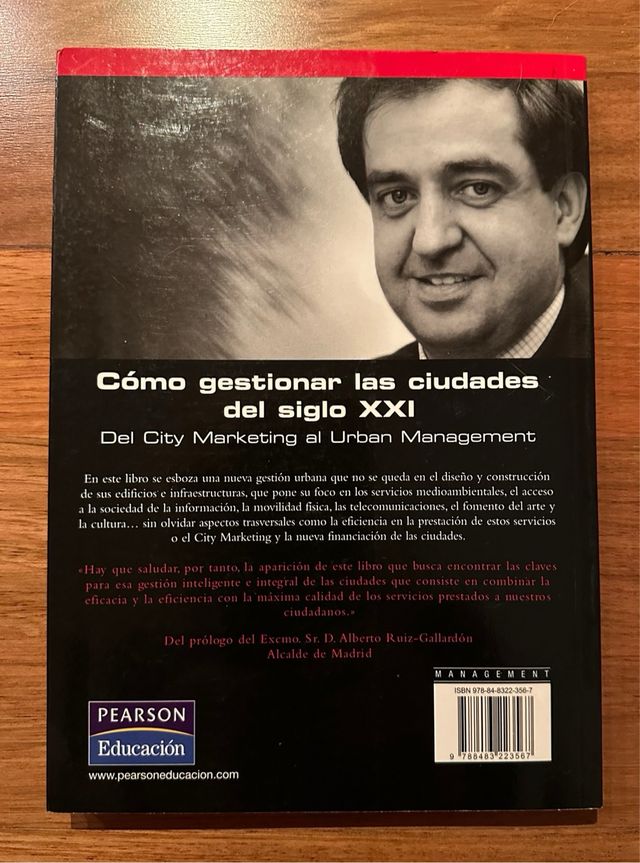 Cómo gestionar las ciudades
del siglo XXI
Del City Marketing al Urban Management
En este libro se esboza una nueva gestión urbana que no se queda en el diseño y construcción
de sus edificios e infraestructuras, que pone su foco en los servicios medioambientales, el acceso
a la sociedad de la información, la movilidad física, las telecomunicaciones, el fomento del arte y
la cultura... sin olvidar aspectos trasversales como la eficiencia en la prestación de estos servicios
o el City Marketing y la nueva financiación de las ciudades.
«Hay que saludar, por tanto, la aparición de este libro que busca encontrar las claves
para esa gestión inteligente e integral de las ciudades que consiste en combinar la
eficacia y la eficiencia con la máxima calidad de los servicios prestados a nuestros
ciudadanos.»
Del prólogo del Excmo. Sr. D. Alberto Ruiz-Gallardón
Alcalde de Madrid
MANAGEMENT
ISBN 978-84-8322-356-7
9 788483 223567
PEARSON
Educación
www.pearsoneducacion.com